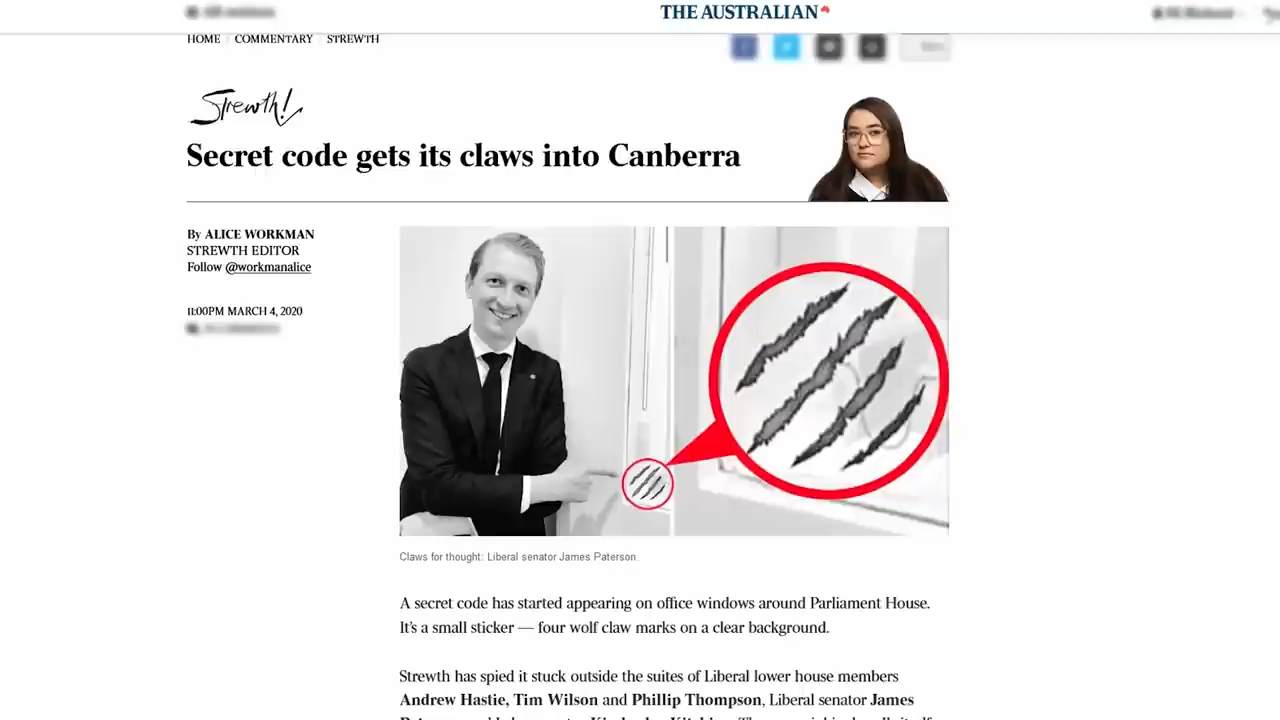 THE AUSTRALIAN
HOME / COMMENTARY / STREWTH
Strewth!
Secret code gets its claws into Canberra
By ALICE WORKMAN
STREWTH EDITOR
Follow @workmanalice
11:00PM MARCH 4, 2020
Claws for thought: Liberal senator James Paterson.
A secret code has started appearing on office windows around Parliament House.
It's a small sticker — four wolf claw marks on a clear background.
Strewth has spied it stuck outside the suites of Liberal lower house members
Andrew Hastie, Tim Wilson and Phillip Thompson, Liberal senator James